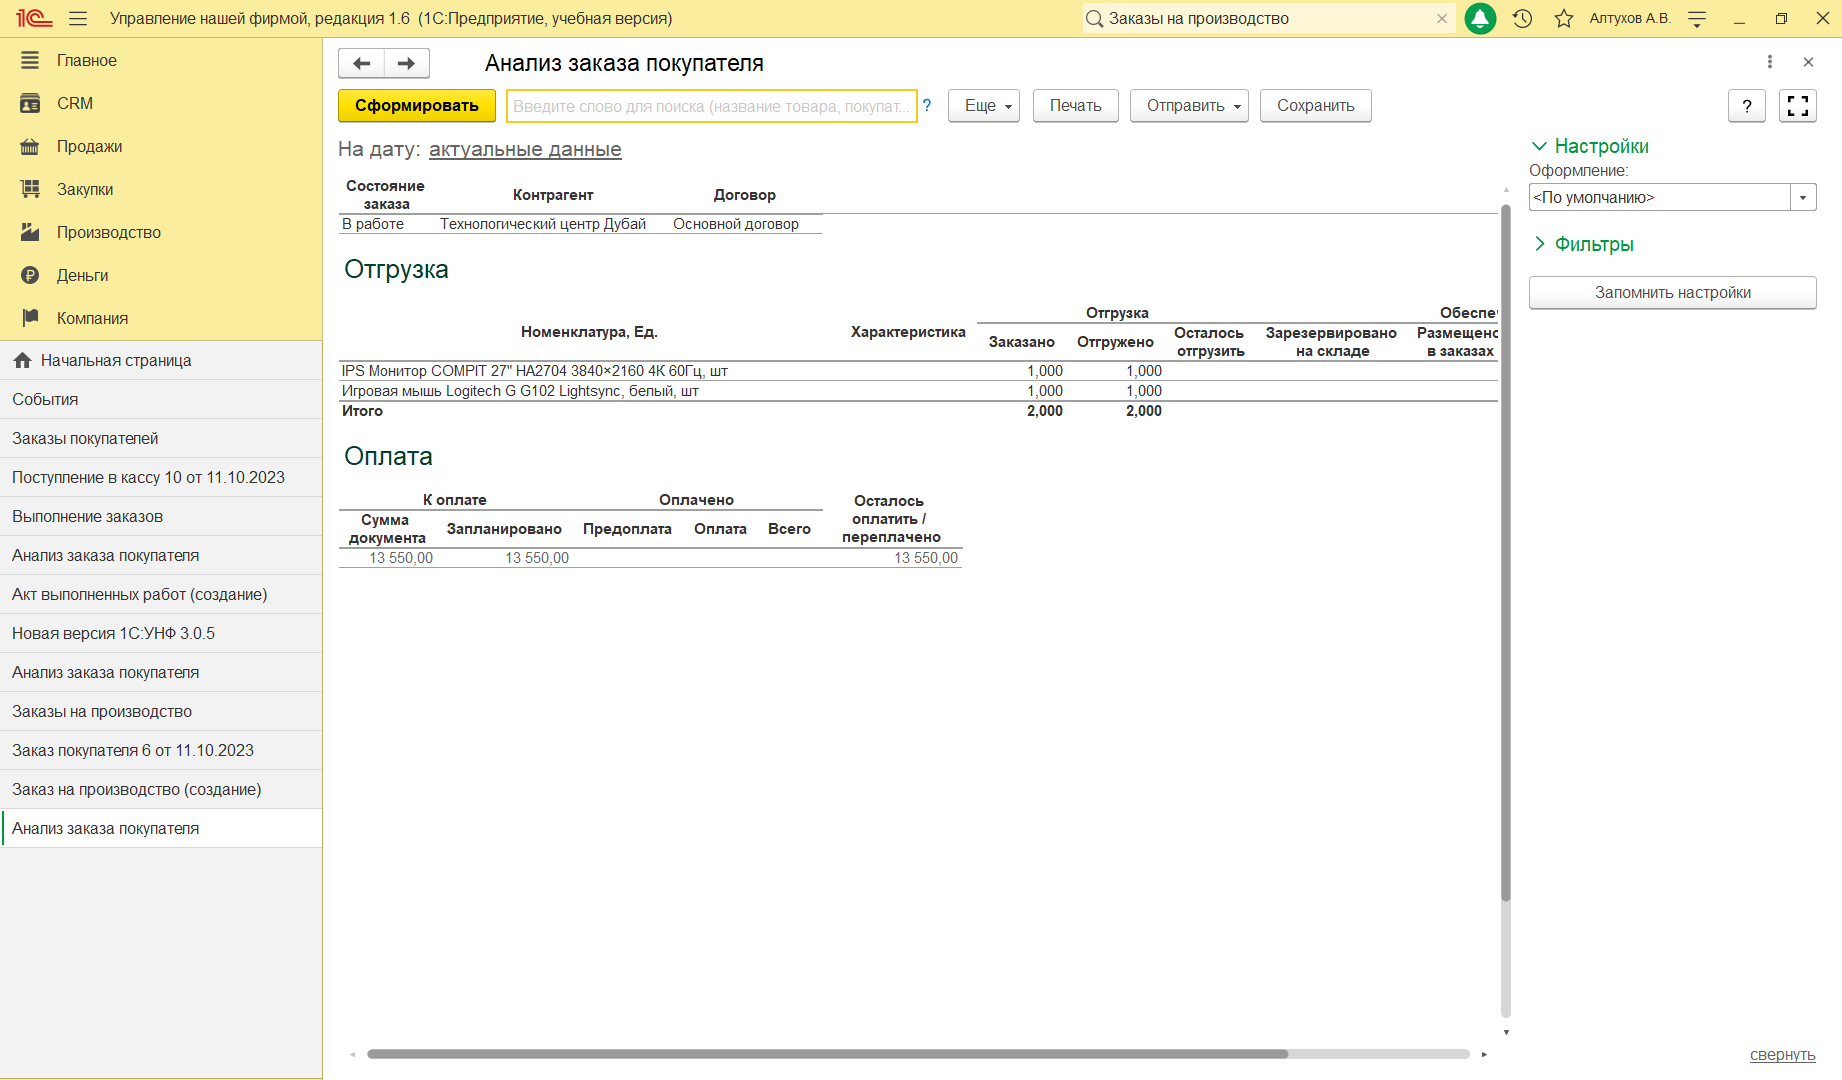 Управление нашей фирмой, редакция 1.6 (1С:Предприятие, учебная версия)
Заказы на производство
Алтухов А.В.
Главное
CRM
Продажи
Закупки
Производство
Деньги
Компания
Начальная страница
События
Заказы покупателей
Поступление в кассу 10 от 11.10.2023
Выполнение заказов
Анализ заказа покупателя
Акт выполненных работ (создание)
Новая версия 1С:УНФ 3.0.5
Анализ заказа покупателя
Заказы на производство
Заказ покупателя 6 от 11.10.2023
Заказ на производство (создание)
Анализ заказа покупателя
Анализ заказа покупателя
Сформировать
Введите слово для поиска (название товара, покупат...
?
Еще
Печать
Отправить
Сохранить
?
На дату: актуальные данные
Состояние заказа Контрагент Договор
В работе Технологический центр Дубай Основной договор
Отгрузка
Номенклатура, Ед. Характеристика Отгрузка Обеспеч
Заказано Отгружено Осталось отгрузить Зарезервировано на складе Размещено в заказах
IPS Монитор COMPIT 27" HA2704 3840×2160 4K 60Гц, шт 1,000 1,000
Игровая мышь Logitech G G102 Lightsync, белый, шт 1,000 1,000
Итого 2,000 2,000
Оплата
К оплате Оплачено Осталось оплатить / переплачено
Сумма документа Запланировано Предоплата Оплата Всего
13 550,00 13 550,00 13 550,00
Настройки
Оформление:
<По умолчанию>
Фильтры
Запомнить настройки
свернуть